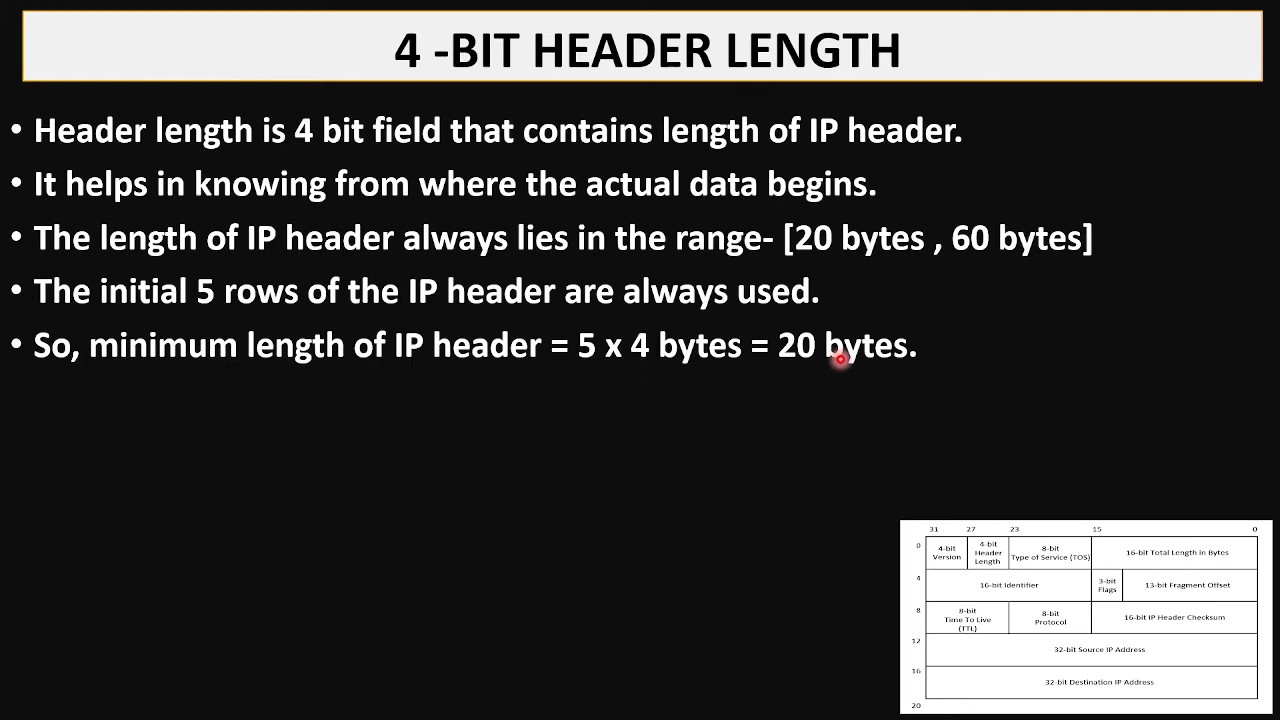 4 -BIT HEADER LENGTH
• Header length is 4 bit field that contains length of IP header.
• It helps in knowing from where the actual data begins.
• The length of IP header always lies in the range- [20 bytes , 60 bytes]
• The initial 5 rows of the IP header are always used.
• So, minimum length of IP header = 5 x 4 bytes = 20 bytes.
31 27 23 15 0
0
4-bit
Version
4-bit
Header
Length
8-bit
Type of Service (TOS)
16-bit Total Length in Bytes
4
16-bit Identifier
3-bit
Flags
13-bit Fragment Offset
8
8-bit
Time To Live
(TTL)
8-bit
Protocol
16-bit IP Header Checksum
12
32-bit Source IP Address
16
32-bit Destination IP Address
20